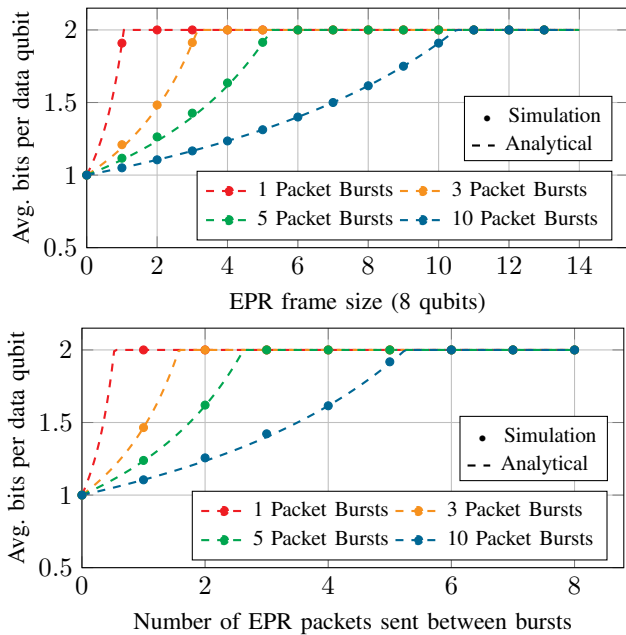 Avg. bits per data qubit
2
1.5
1
0.5
Simulation
Analytical
1 Packet Bursts
3 Packet Bursts
5 Packet Bursts
10 Packet Bursts
0 2 4 6 8 10 12 14
EPR frame size (8 qubits)
Avg. bits per data qubit
2
1.5
1
0.5
Simulation
Analytical
1 Packet Bursts
3 Packet Bursts
5 Packet Bursts
10 Packet Bursts
0 2 4 6 8
Number of EPR packets sent between bursts